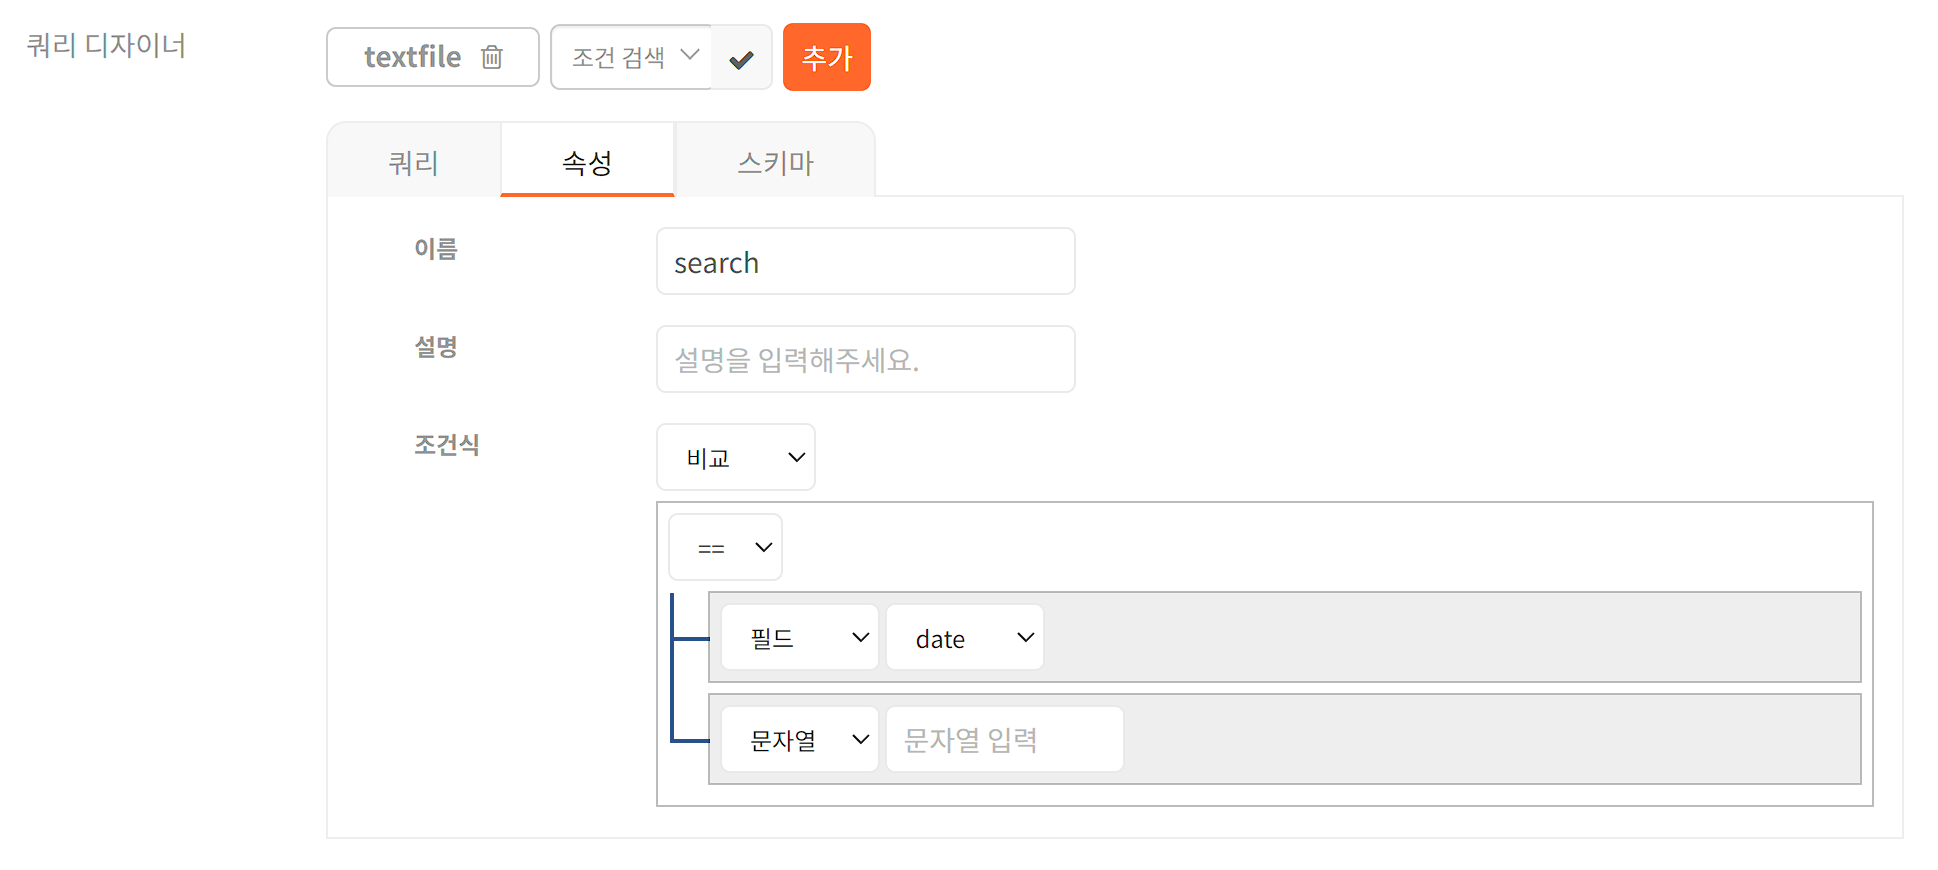 쿼리 디자이너
textfile
조건 검색
추가
쿼리
속성
스키마
이름
search
설명
설명을 입력해주세요.
조건식
비교
==
필드
date
문자열
문자열 입력